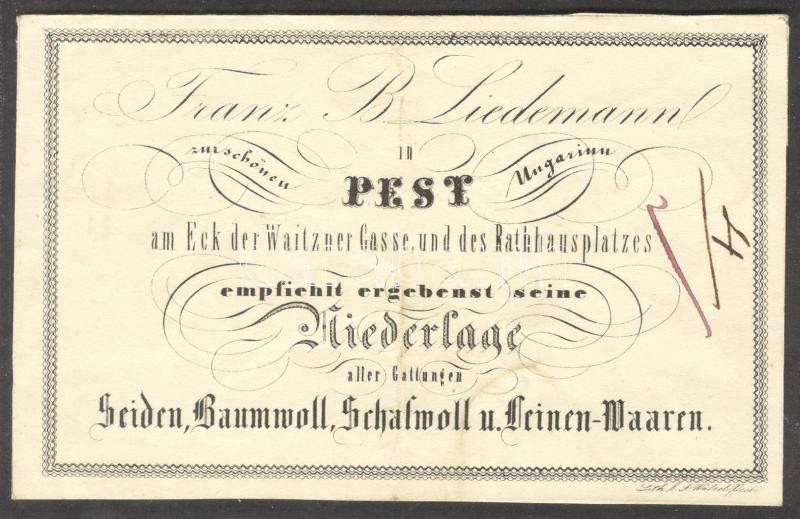 Franz B. Liedemann
zur schönen
in
Ungarinn
PEST
am Eck der Waitzner Gasse, und des Rathhausplatzes
empfiehlt ergebenst seine
Niederlage
aller Gattungen
Seiden, Baumwoll, Schafwoll u. Leinen-Waaren.
Lith. b. A.